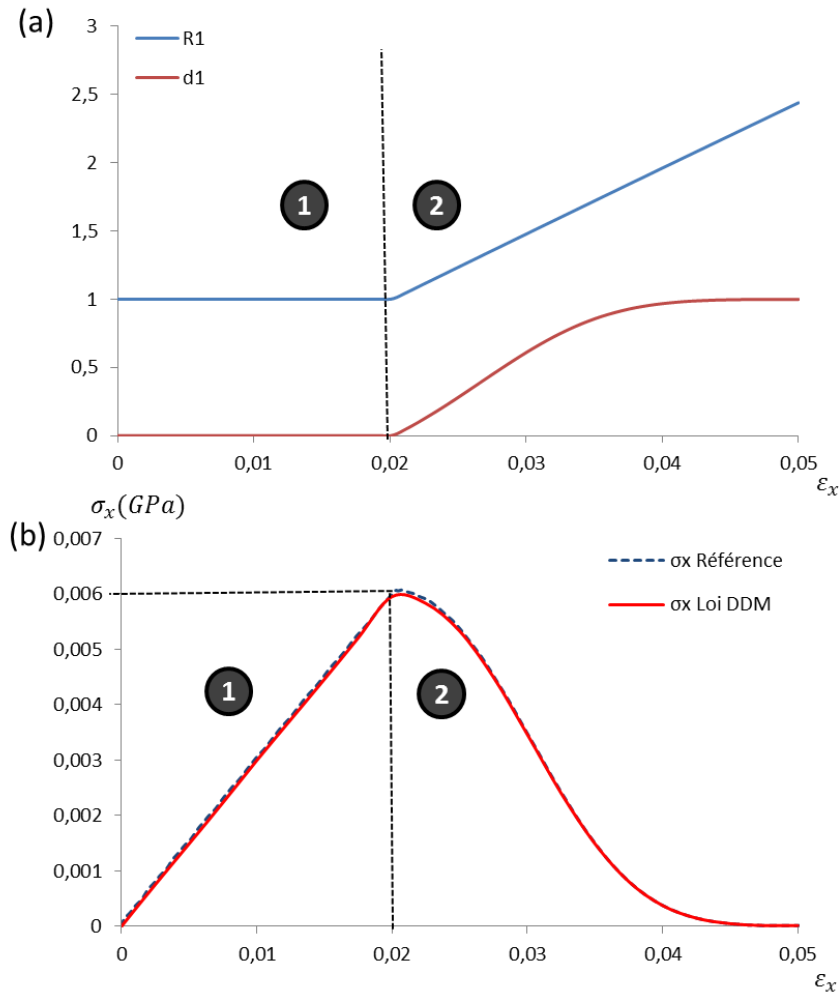 (a)
R1
d1
3
2,5
2
1,5
1
0,5
0
1
2
0 0,01 0,02 0,03 0,04 0,05
εx
σx(GPa)
(b)
0,007
0,006
0,005
0,004
0,003
0,002
0,001
0
σx Référence
σx Loi DDM
1
2
0 0,01 0,02 0,03 0,04 0,05
εx